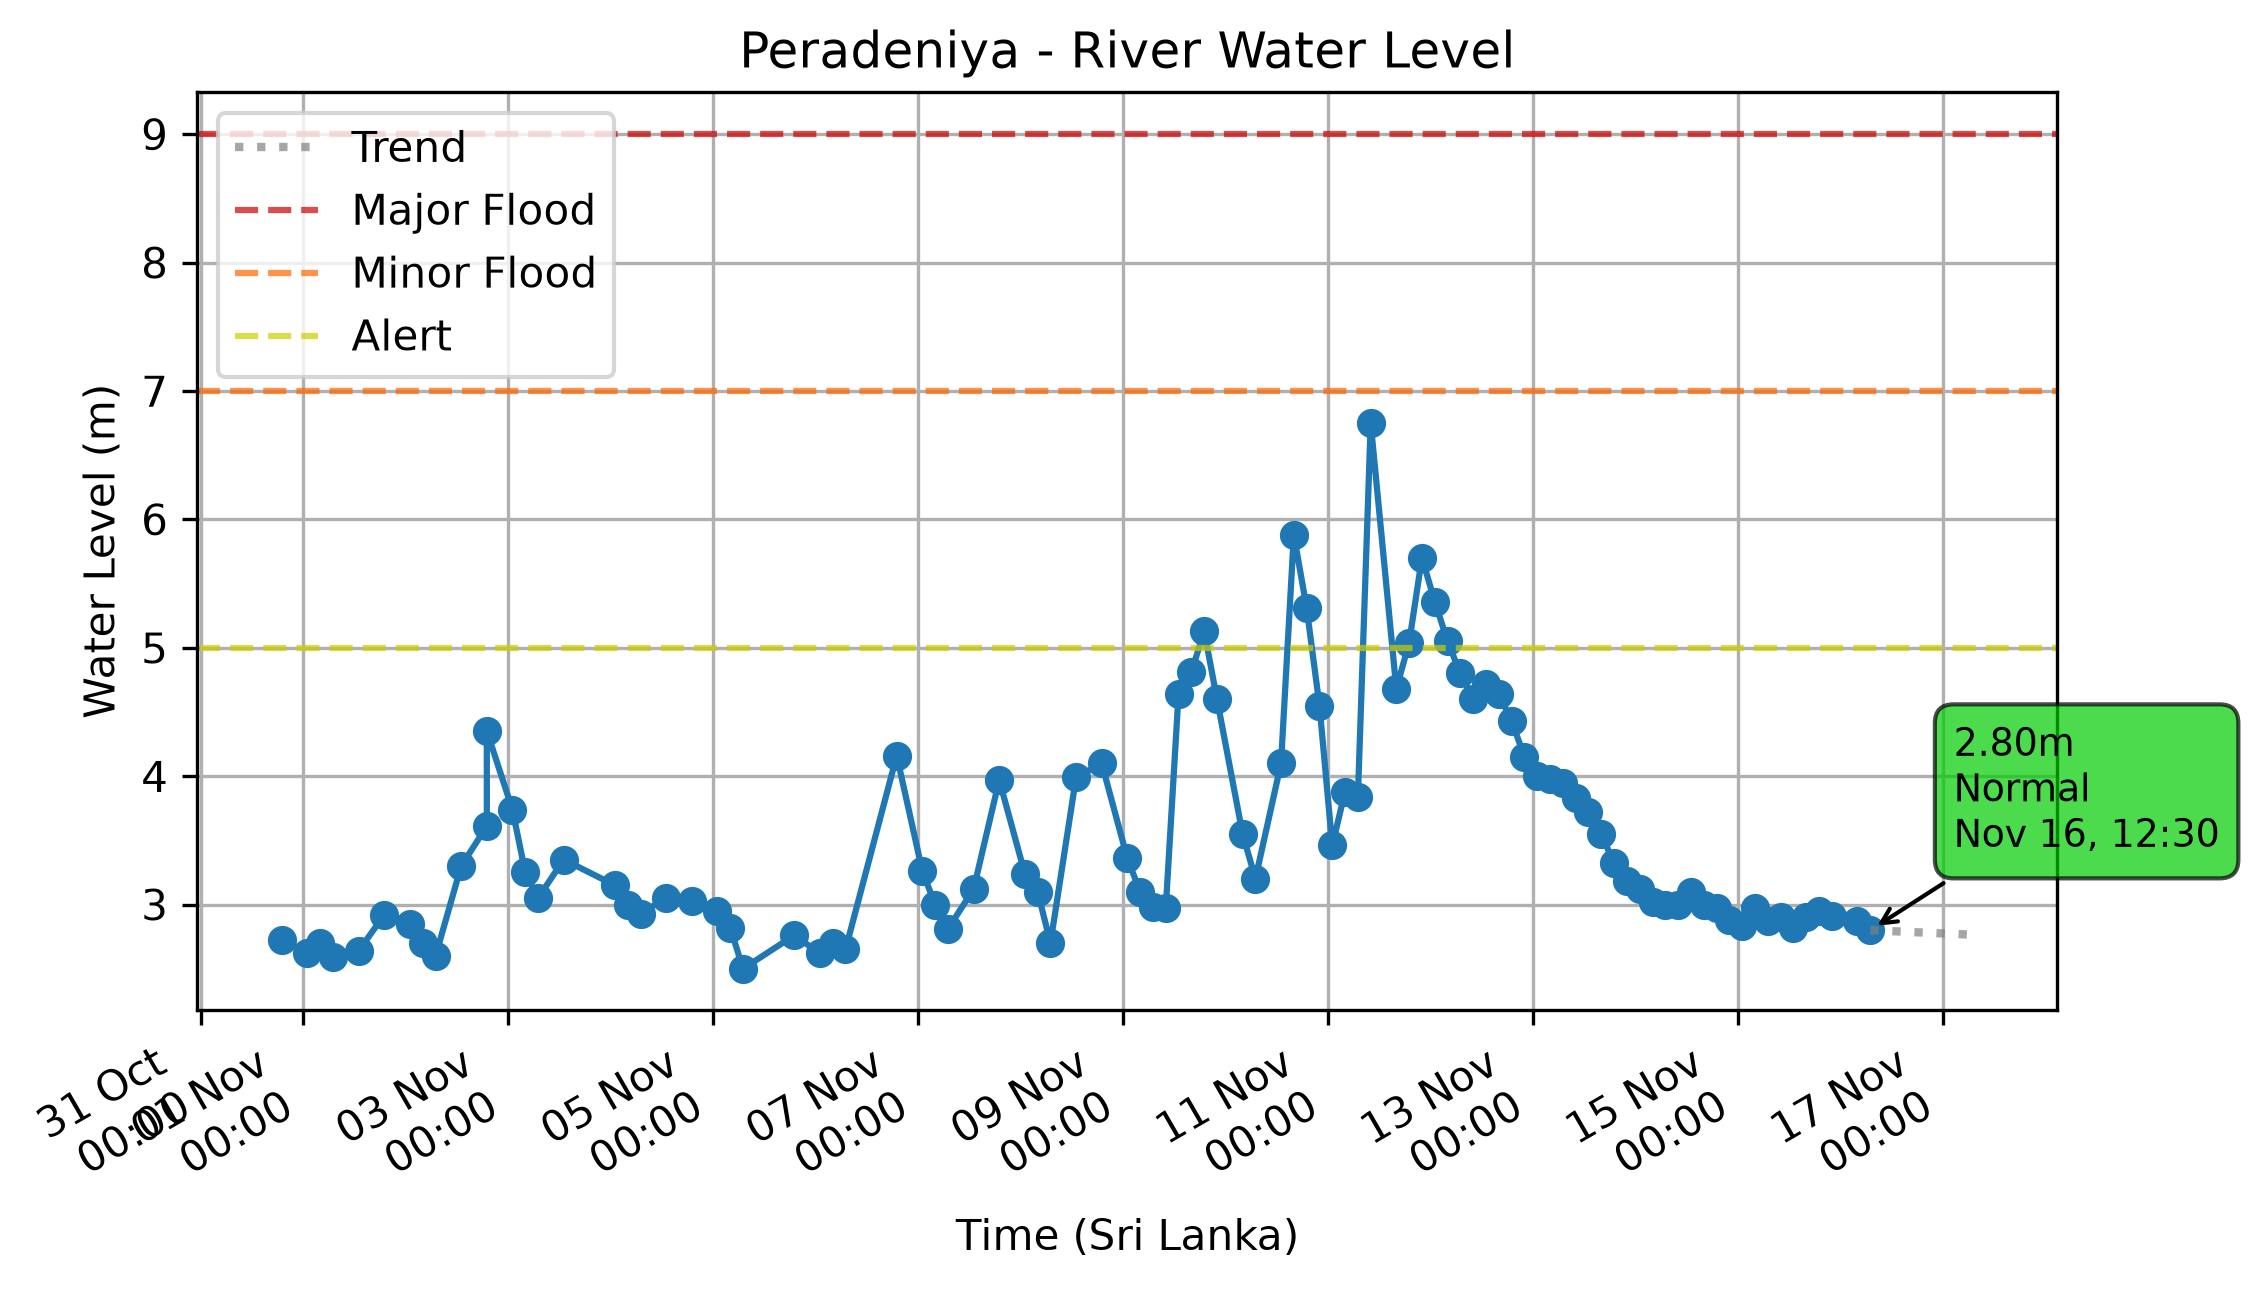 Peradeniya - River Water Level
9
8
7
6
5
4
3
Water Level (m)
Trend
Major Flood
Minor Flood
Alert
2.80m
Normal
Nov 16, 12:30
31 Oct
00:00
01 Nov
00:00
03 Nov
00:00
05 Nov
00:00
07 Nov
00:00
09 Nov
00:00
11 Nov
00:00
13 Nov
00:00
15 Nov
00:00
17 Nov
00:00
Time (Sri Lanka)